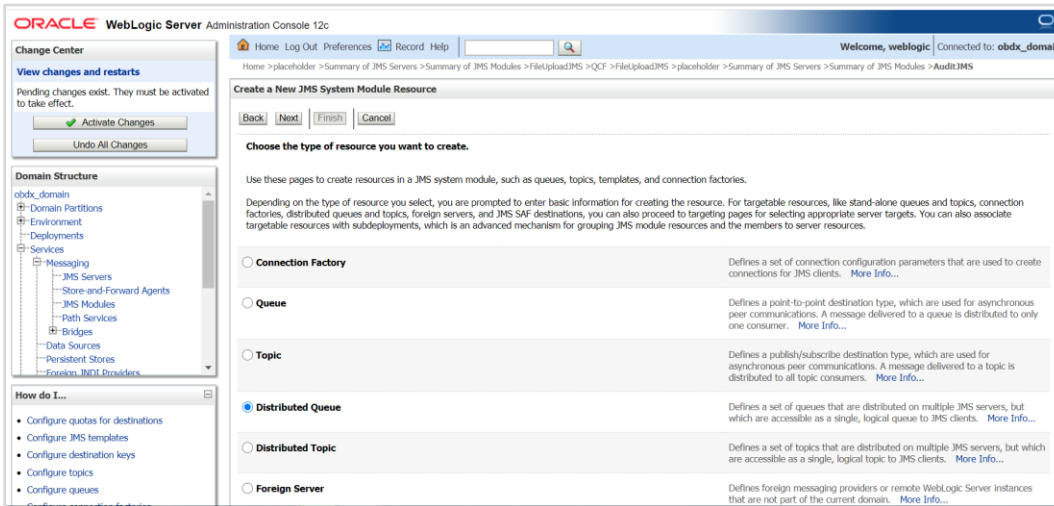 ORACLE WebLogic Server Administration Console 12c
Change Center
View changes and restarts
Pending changes exist. They must be activated
to take effect.
Activate Changes
Undo All Changes
Domain Structure
obdx_domain
Domain Partitions
Environment
Deployments
Services
Messaging
JMS Servers
Store-and-Forward Agents
JMS Modules
Path Services
Bridges
Data Sources
Persistent Stores
Foreign JNDI Providers
How do I...
Configure quotas for destinations
Configure JMS templates
Configure destination keys
Configure topics
Configure queues
Configure connection factories
Home Log Out Preferences Record Help
Welcome, weblogic Connected to: obdx_domai
Home >placeholder >Summary of JMS Servers >Summary of JMS Modules >FileUploadJMS >QCF >FileUploadJMS >placeholder >Summary of JMS Servers >Summary of JMS Modules >AuditJMS
Create a New JMS System Module Resource
Back Next Finish Cancel
Choose the type of resource you want to create.
Use these pages to create resources in a JMS system module, such as queues, topics, templates, and connection factories.
Depending on the type of resource you select, you are prompted to enter basic information for creating the resource. For targetable resources, like stand-alone queues and topics, connection
factories, distributed queues and topics, foreign servers, and JMS SAF destinations, you can also proceed to targeting pages for selecting appropriate server targets. You can also associate
targetable resources with subdeployments, which is an advanced mechanism for grouping JMS module resources and the members to server resources.
Connection Factory
Defines a set of connection configuration parameters that are used to create
connections for JMS clients. More Info...
Queue
Defines a point-to-point destination type, which are used for asynchronous
peer communications. A message delivered to a queue is distributed to only
one consumer. More Info...
Topic
Defines a publish/subscribe destination type, which are used for
asynchronous peer communications. A message delivered to a topic is
distributed to all topic consumers. More Info...
Distributed Queue
Defines a set of queues that are distributed on multiple JMS servers, but
which are accessible as a single, logical queue to JMS clients. More Info...
Distributed Topic
Defines a set of topics that are distributed on multiple JMS servers, but which
are accessible as a single, logical topic to JMS clients. More Info...
Foreign Server
Defines foreign messaging providers or remote WebLogic Server instances
that are not part of the current domain. More Info...